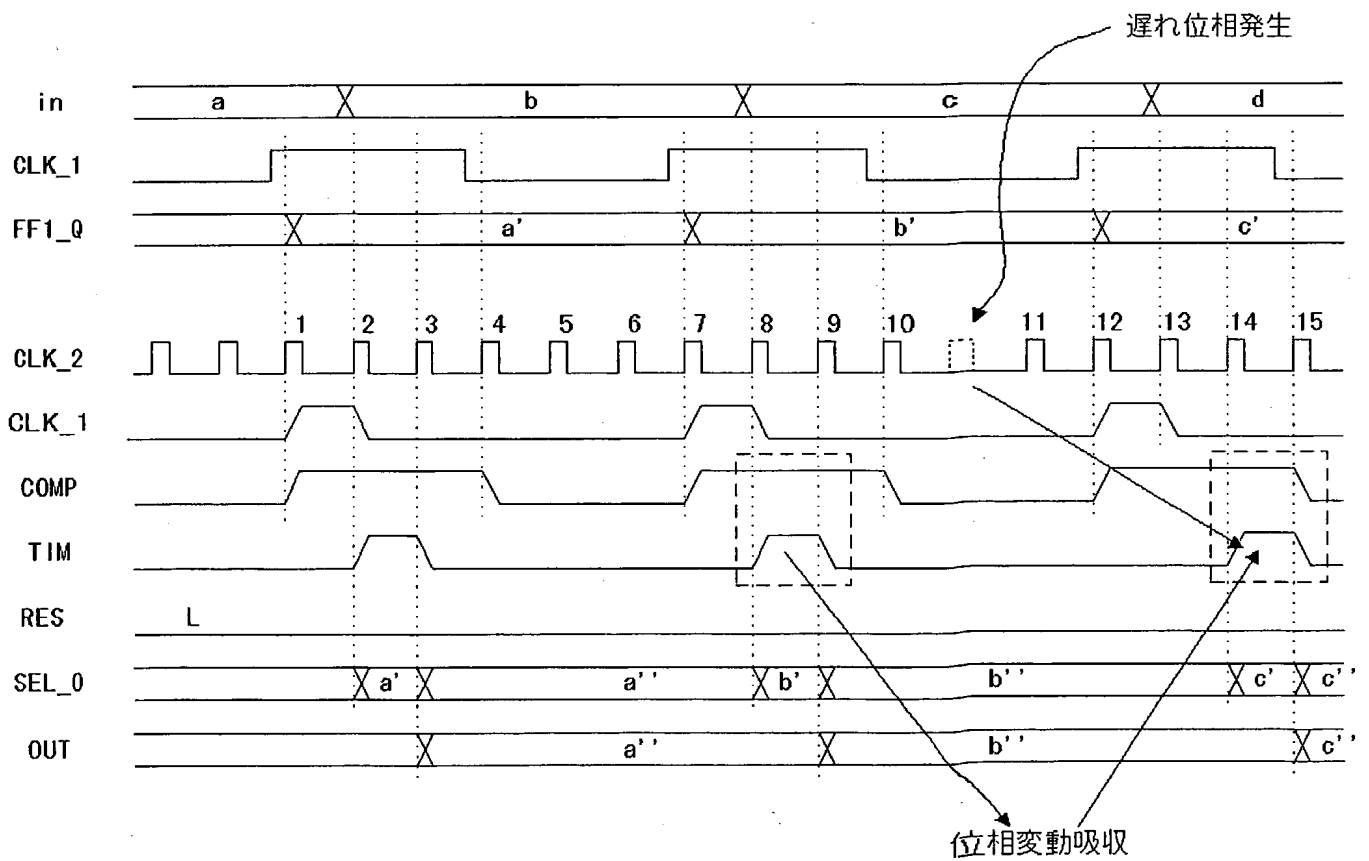 遅れ位相発生
in a b c d
CLK_1
FF1_Q a' b' c'
1 2 3 4 5 6 7 8 9 10 11 12 13 14 15
CLK_2
CLK_1
COMP
TIM
RES L
SEL_O a' a'' b' b'' c' c''
OUT a'' b'' c''
位相変動吸収